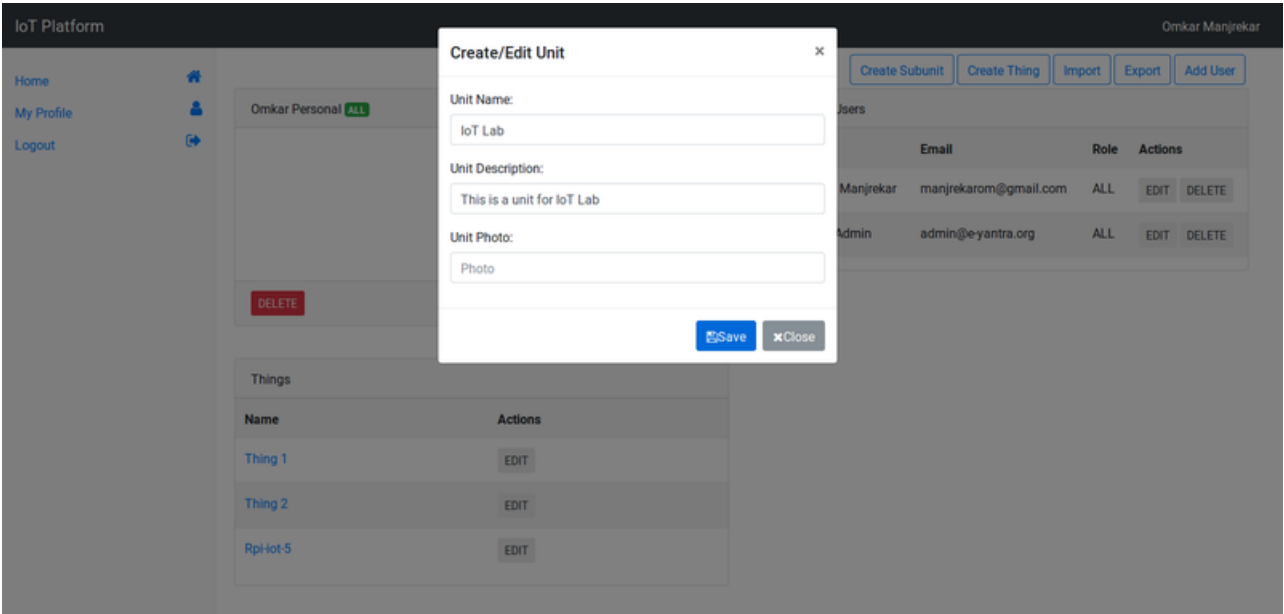 IoT Platform
Omkar Manjrekar
Home
My Profile
Logout
Create Subunit Create Thing Import Export Add User
Omkar Personal ALL
DELETE
Create/Edit Unit ×
Unit Name:
IoT Lab
Unit Description:
This is a unit for IoT Lab
Unit Photo:
Photo
Save ×Close
Users
Email Role Actions
Manjrekar manjrekarom@gmail.com ALL EDIT DELETE
Admin admin@e-yantra.org ALL EDIT DELETE
Things
Name Actions
Thing 1 EDIT
Thing 2 EDIT
Rpi-iot-5 EDIT